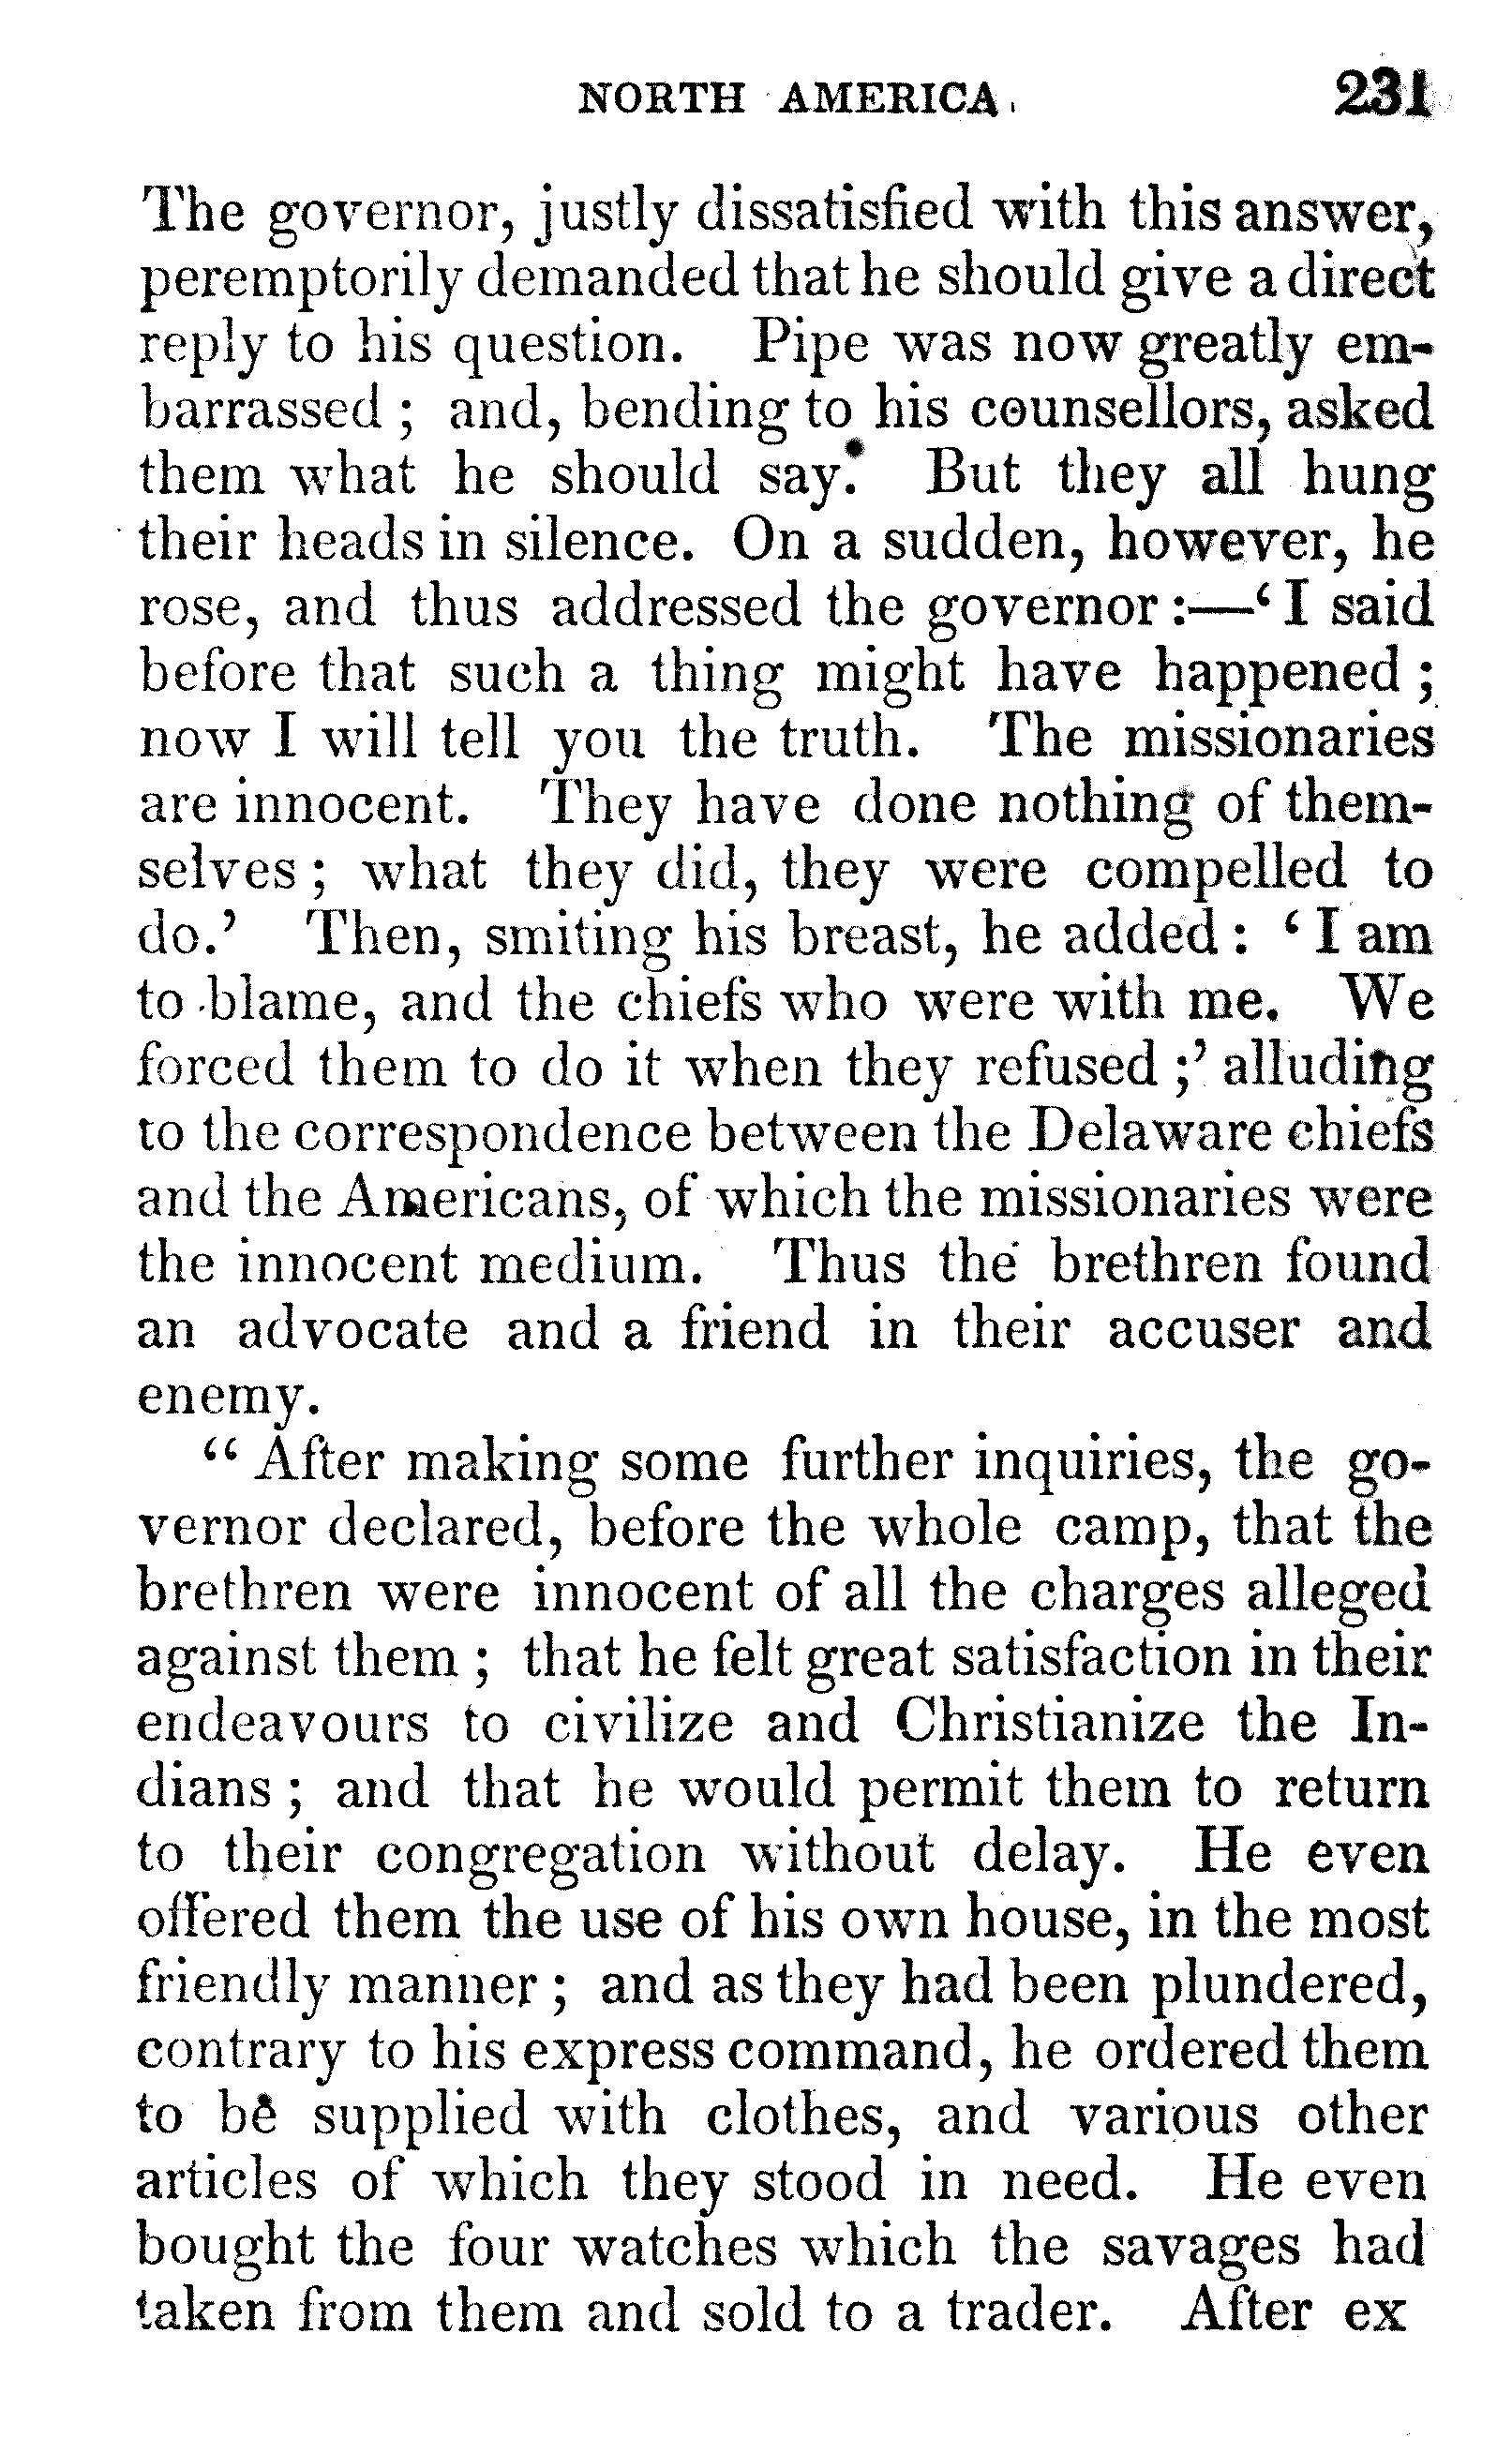 NORTH AMERICA. 231
The governor, justly dissatisfied with this answer,
peremptorily demanded that he should give a direct
reply to his question. Pipe was now greatly em-
barrassed ; and, bending to his counsellors, asked
them what he should say. But they all hung
their heads in silence. On a sudden, however, he
rose, and thus addressed the governor :—‘ I said
before that such a thing might have happened ;
now I will tell you the truth. The missionaries
are innocent. They have done nothing of them-
selves ; what they did, they were compelled to
do.’ Then, smiting his breast, he added : ‘ I am
to blame, and the chiefs who were with me. We
forced them to do it when they refused ;’ alluding
to the correspondence between the Delaware chiefs
and the Americans, of which the missionaries were
the innocent medium. Thus the brethren found
an advocate and a friend in their accuser and
enemy.
“ After making some further inquiries, the go-
vernor declared, before the whole camp, that the
brethren were innocent of all the charges alleged
against them ; that he felt great satisfaction in their
endeavours to civilize and Christianize the In-
dians ; and that he would permit them to return
to their congregation without delay. He even
offered them the use of his own house, in the most
friendly manner ; and as they had been plundered,
contrary to his express command, he ordered them
to be supplied with clothes, and various other
articles of which they stood in need. He even
bought the four watches which the savages had
taken from them and sold to a trader. After ex